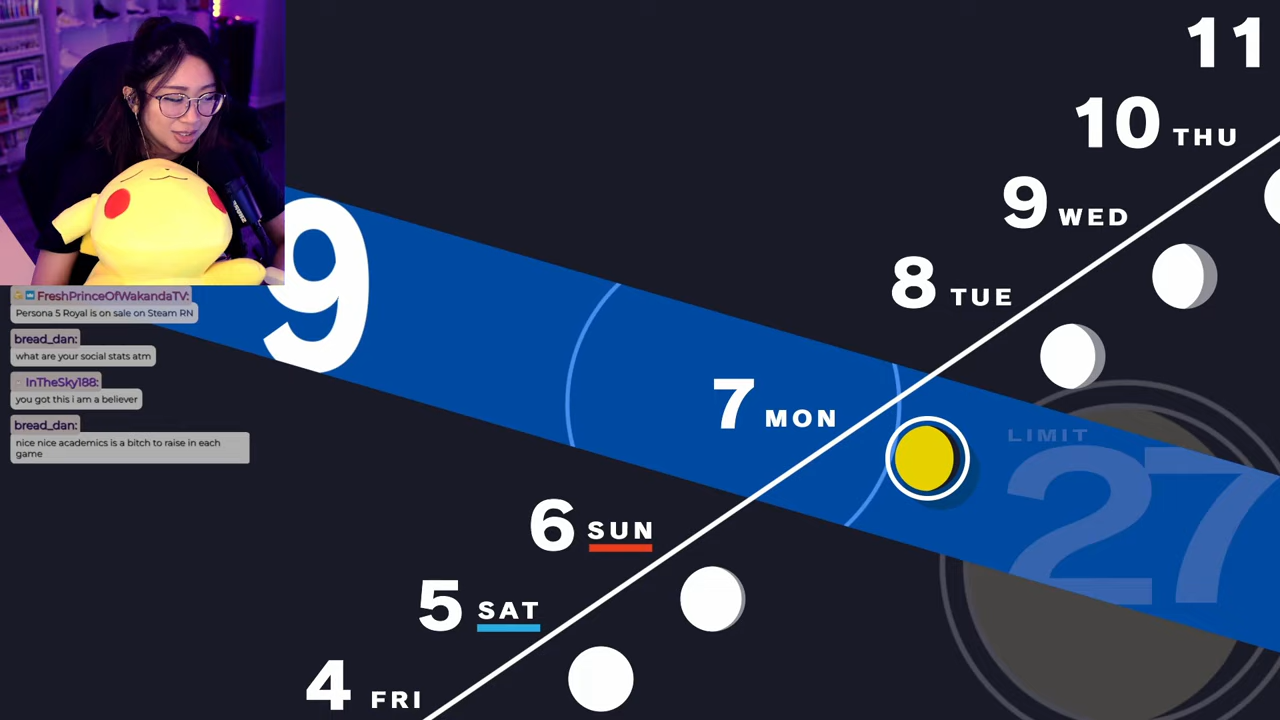 11
10 THU
9 WED
9
8 TUE
FreshPrinceOfWakandaTV:
Persona 5 Royal is on sale on Steam RN
bread_dan:
what are your social stats atm
InTheSky188:
you got this i am a believer
bread_dan:
nice nice academics is a bitch to raise in each
game
7 MON
LIMIT
27
6 SUN
5 SAT
4 FRI